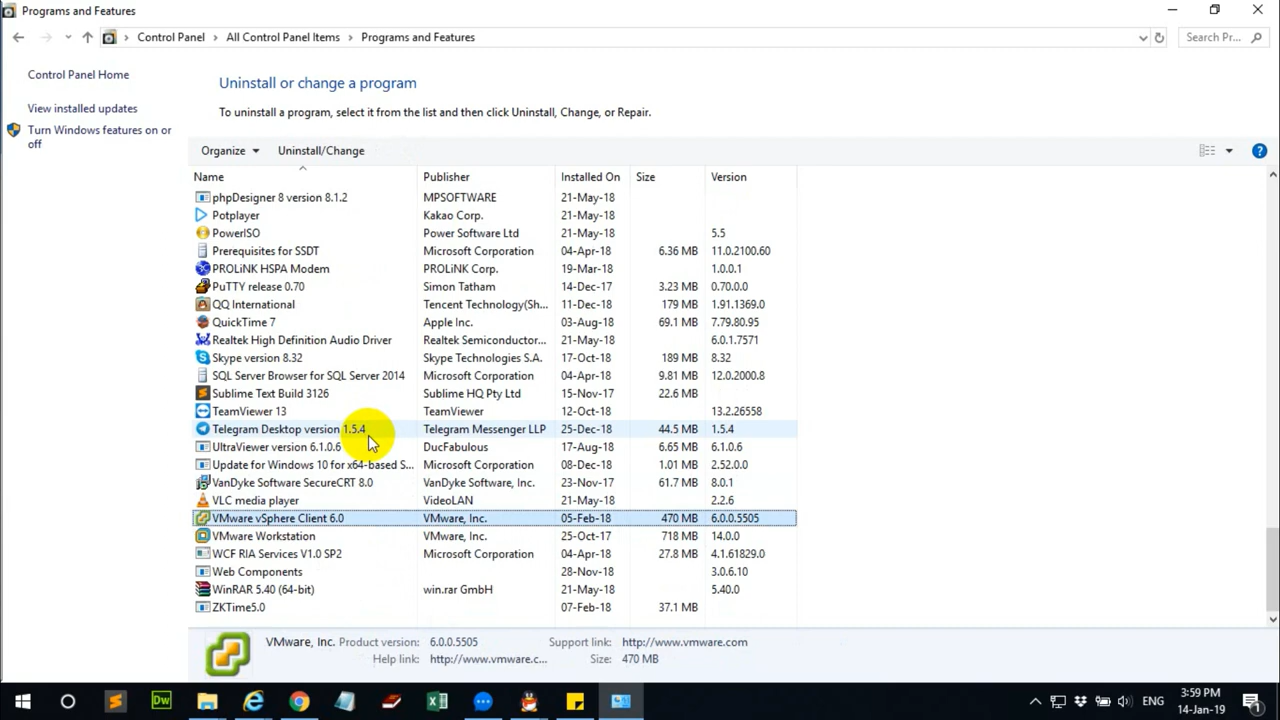 Programs and Features
Control Panel All Control Panel Items Programs and Features Search Pr...
Control Panel Home
View installed updates
Turn Windows features on or off
Uninstall or change a program
To uninstall a program, select it from the list and then click Uninstall, Change, or Repair.
Organize Uninstall/Change
Name Publisher Installed On Size Version
phpDesigner 8 version 8.1.2 MPSOFTWARE 21-May-18
Potplayer Kakao Corp. 21-May-18
PowerISO Power Software Ltd 21-May-18 5.5
Prerequisites for SSDT Microsoft Corporation 04-Apr-18 6.36 MB 11.0.2100.60
PROLiNK HSPA Modem PROLiNK Corp. 19-Mar-18 1.0.0.1
PuTTY release 0.70 Simon Tatham 14-Dec-17 3.23 MB 0.70.0.0
QQ International Tencent Technology(Sh... 11-Dec-18 179 MB 1.91.1369.0
QuickTime 7 Apple Inc. 03-Aug-18 69.1 MB 7.79.80.95
Realtek High Definition Audio Driver Realtek Semiconductor... 21-May-18 6.0.1.7571
Skype version 8.32 Skype Technologies S.A. 17-Oct-18 189 MB 8.32
SQL Server Browser for SQL Server 2014 Microsoft Corporation 04-Apr-18 9.81 MB 12.0.2000.8
Sublime Text Build 3126 Sublime HQ Pty Ltd 15-Nov-17 22.6 MB
TeamViewer 13 TeamViewer 12-Oct-18 13.2.26558
Telegram Desktop version 1.5.4 Telegram Messenger LLP 25-Dec-18 44.5 MB 1.5.4
UltraViewer version 6.1.0.6 DucFabulous 17-Aug-18 6.65 MB 6.1.0.6
Update for Windows 10 for x64-based S... Microsoft Corporation 08-Dec-18 1.01 MB 2.52.0.0
VanDyke Software SecureCRT 8.0 VanDyke Software, Inc. 23-Nov-17 61.7 MB 8.0.1
VLC media player VideoLAN 21-May-18 2.2.6
VMware vSphere Client 6.0 VMware, Inc. 05-Feb-18 470 MB 6.0.0.5505
VMware Workstation VMware, Inc. 25-Oct-17 718 MB 14.0.0
WCF RIA Services V1.0 SP2 Microsoft Corporation 04-Apr-18 27.8 MB 4.1.61829.0
Web Components 28-Nov-18 3.0.6.10
WinRAR 5.40 (64-bit) win.rar GmbH 21-May-18 5.40.0
ZKTime5.0 07-Feb-18 37.1 MB
VMware, Inc. Product version: 6.0.0.5505 Support link: http://www.vmware.com
Help link: http://www.vmware.c... Size: 470 MB
Dw ENG 3:59 PM
14-Jan-19 1